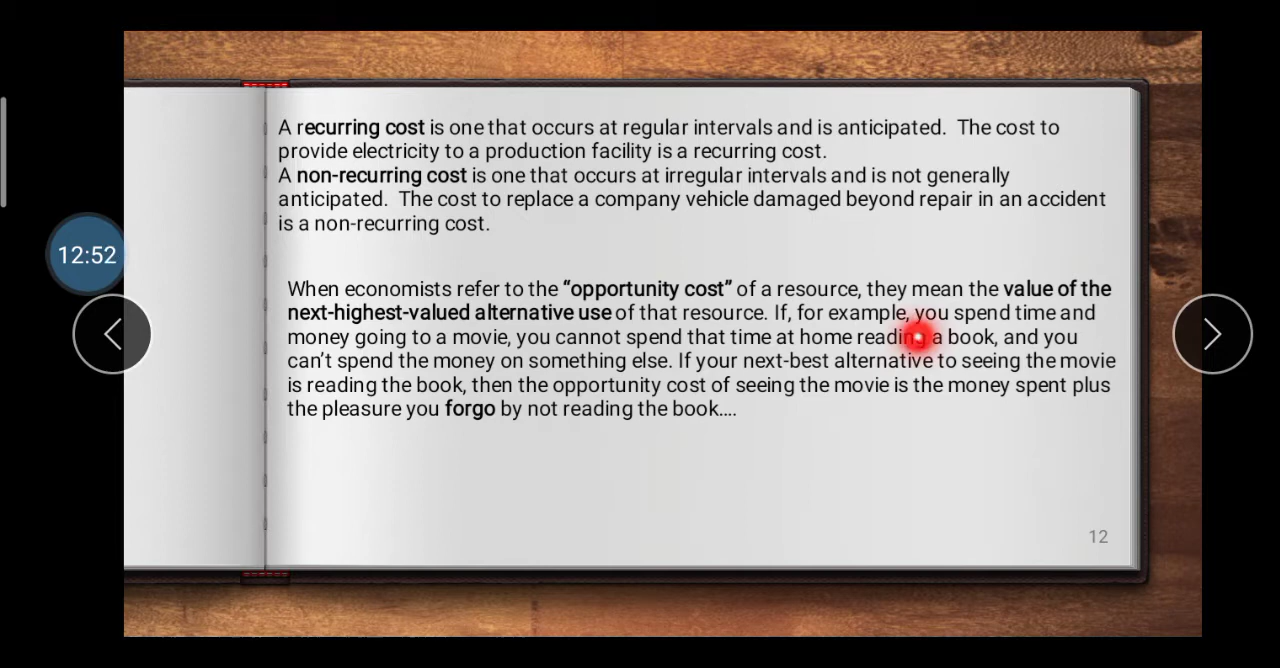 A recurring cost is one that occurs at regular intervals and is anticipated.  The cost to
provide electricity to a production facility is a recurring cost.
A non-recurring cost is one that occurs at irregular intervals and is not generally
anticipated.  The cost to replace a company vehicle damaged beyond repair in an accident
is a non-recurring cost.
12:52
When economists refer to the “opportunity cost” of a resource, they mean the value of the
next-highest-valued alternative use of that resource. If, for example, you spend time and
money going to a movie, you cannot spend that time at home reading a book, and you
can’t spend the money on something else. If your next-best alternative to seeing the movie
is reading the book, then the opportunity cost of seeing the movie is the money spent plus
the pleasure you forgo by not reading the book....
12